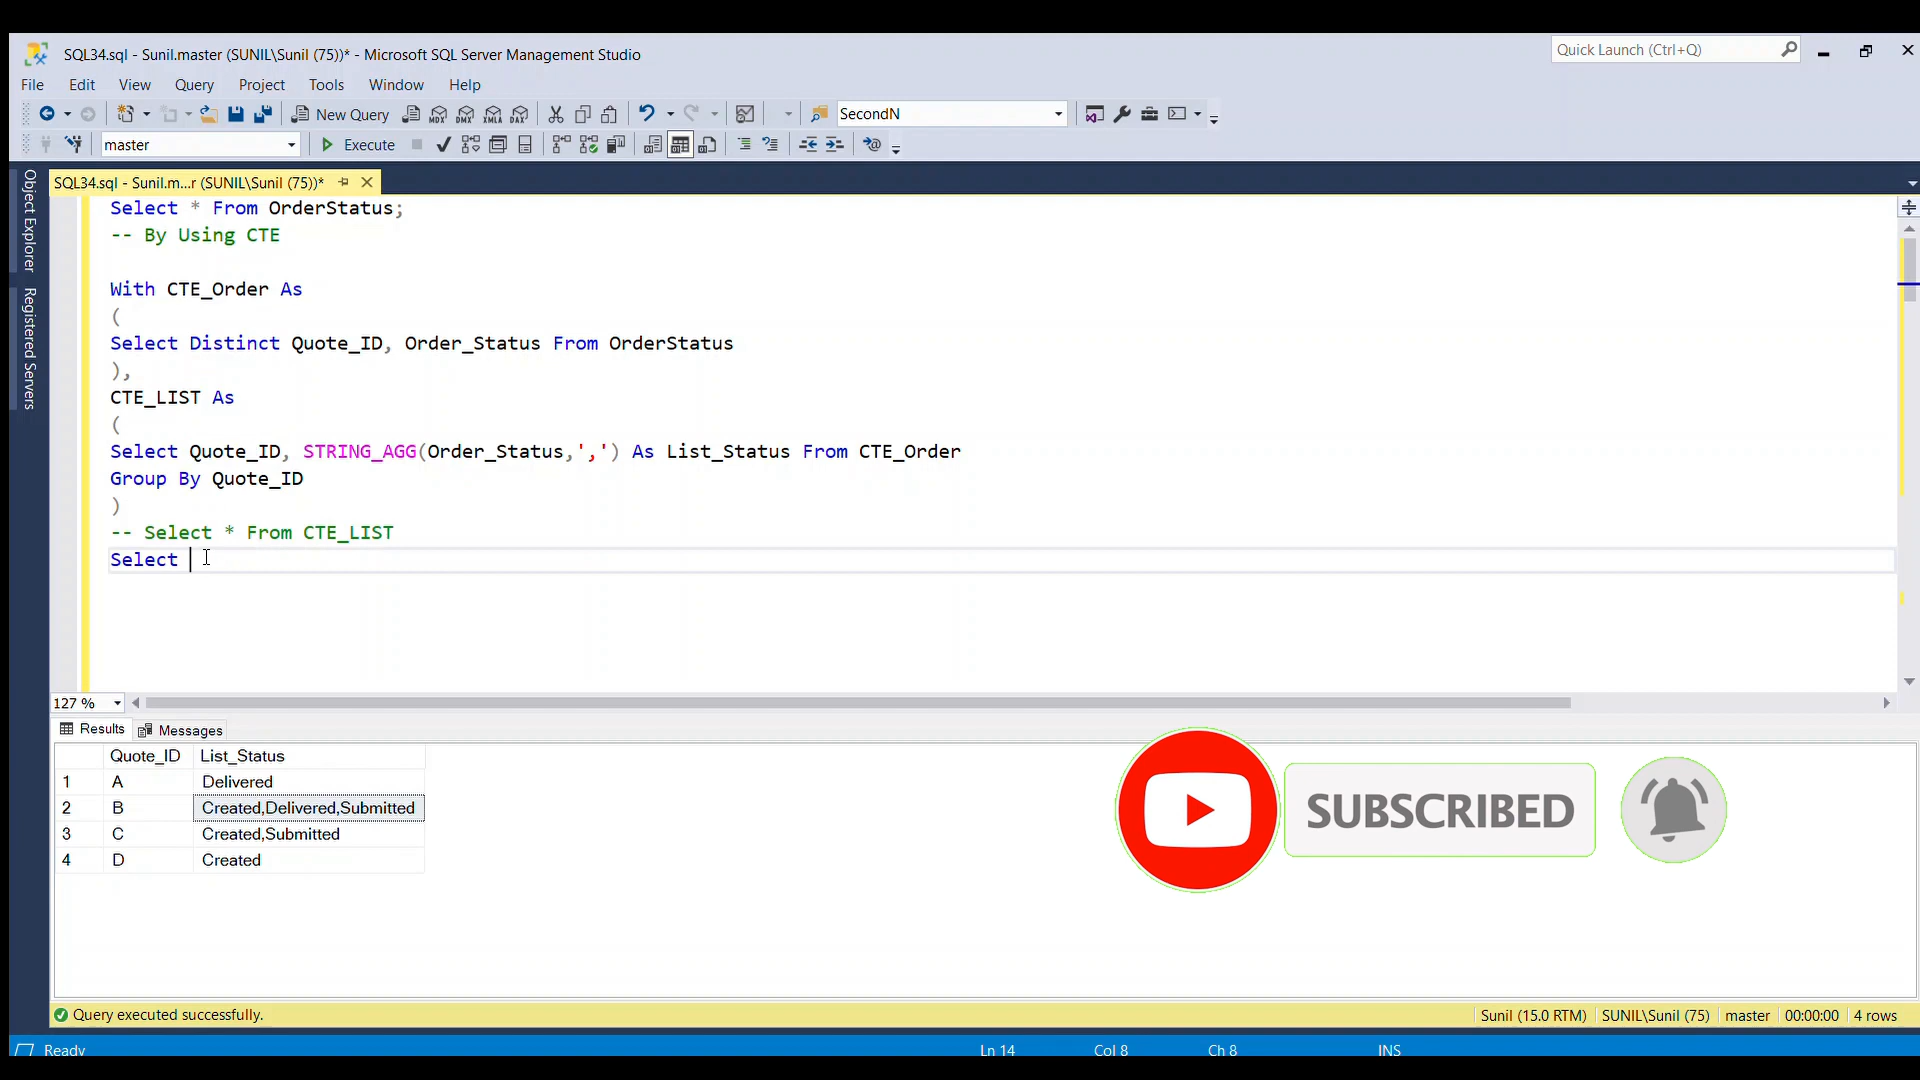 SQL34.sql - Sunil.master (SUNIL\Sunil (75))* - Microsoft SQL Server Management Studio
Quick Launch (Ctrl+Q)
File Edit View Query Project Tools Window Help
New Query MDX DMX XMLA DAX SecondN
master Execute
SQL34.sql - Sunil.m...r (SUNIL\Sunil (75))*
Object Explorer
Registered Servers
Select * From OrderStatus;
-- By Using CTE
With CTE_Order As
(
Select Distinct Quote_ID, Order_Status From OrderStatus
),
CTE_LIST As
(
Select Quote_ID, STRING_AGG(Order_Status,',') As List_Status From CTE_Order
Group By Quote_ID
)
-- Select * From CTE_LIST
Select
127 %
Results Messages
Quote_ID List_Status
1 A Delivered
2 B Created,Delivered,Submitted
3 C Created,Submitted
4 D Created
SUBSCRIBED
Query executed successfully.
Sunil (15.0 RTM) SUNIL\Sunil (75) master 00:00:00 4 rows
Ready Ln 14 Col 8 Ch 8 INS